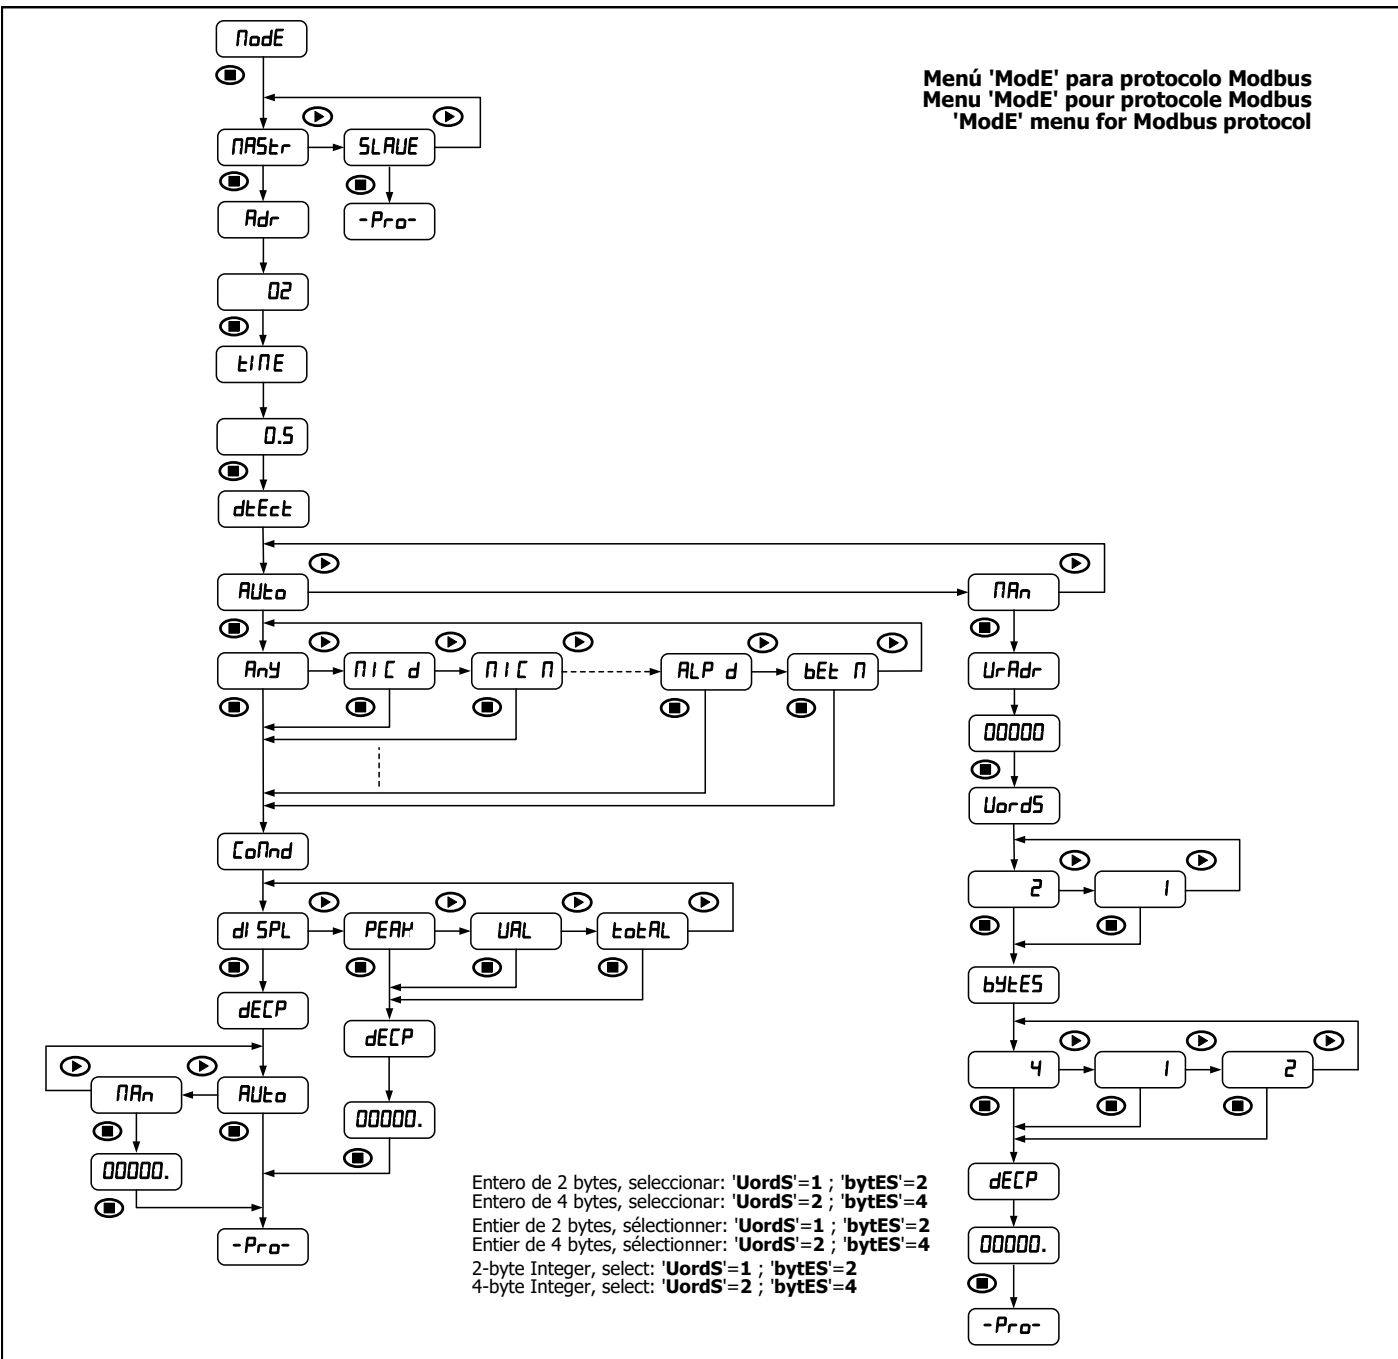 ModE
Menú 'ModE' para protocolo Modbus
Menu 'ModE' pour protocole Modbus
'ModE' menu for Modbus protocol
MAStr
SLAUE
Adr
-Pro-
02
tIME
0.5
dtEct
AUto
MAn
Any
MIC d
MIC M
ALP d
bEt M
UrAdr
00000
UordS
CoMnd
2
1
dISPL
PEAK
UAL
totAL
bytES
dECP
dECP
4
1
2
MAn
AUto
00000.
00000.
dECP
Entero de 2 bytes, seleccionar: 'UordS'=1 ; 'bytES'=2
Entero de 4 bytes, seleccionar: 'UordS'=2 ; 'bytES'=4
Entier de 2 bytes, sélectionner: 'UordS'=1 ; 'bytES'=2
Entier de 4 bytes, sélectionner: 'UordS'=2 ; 'bytES'=4
2-byte Integer, select: 'UordS'=1 ; 'bytES'=2
4-byte Integer, select: 'UordS'=2 ; 'bytES'=4
-Pro-
00000.
-Pro-